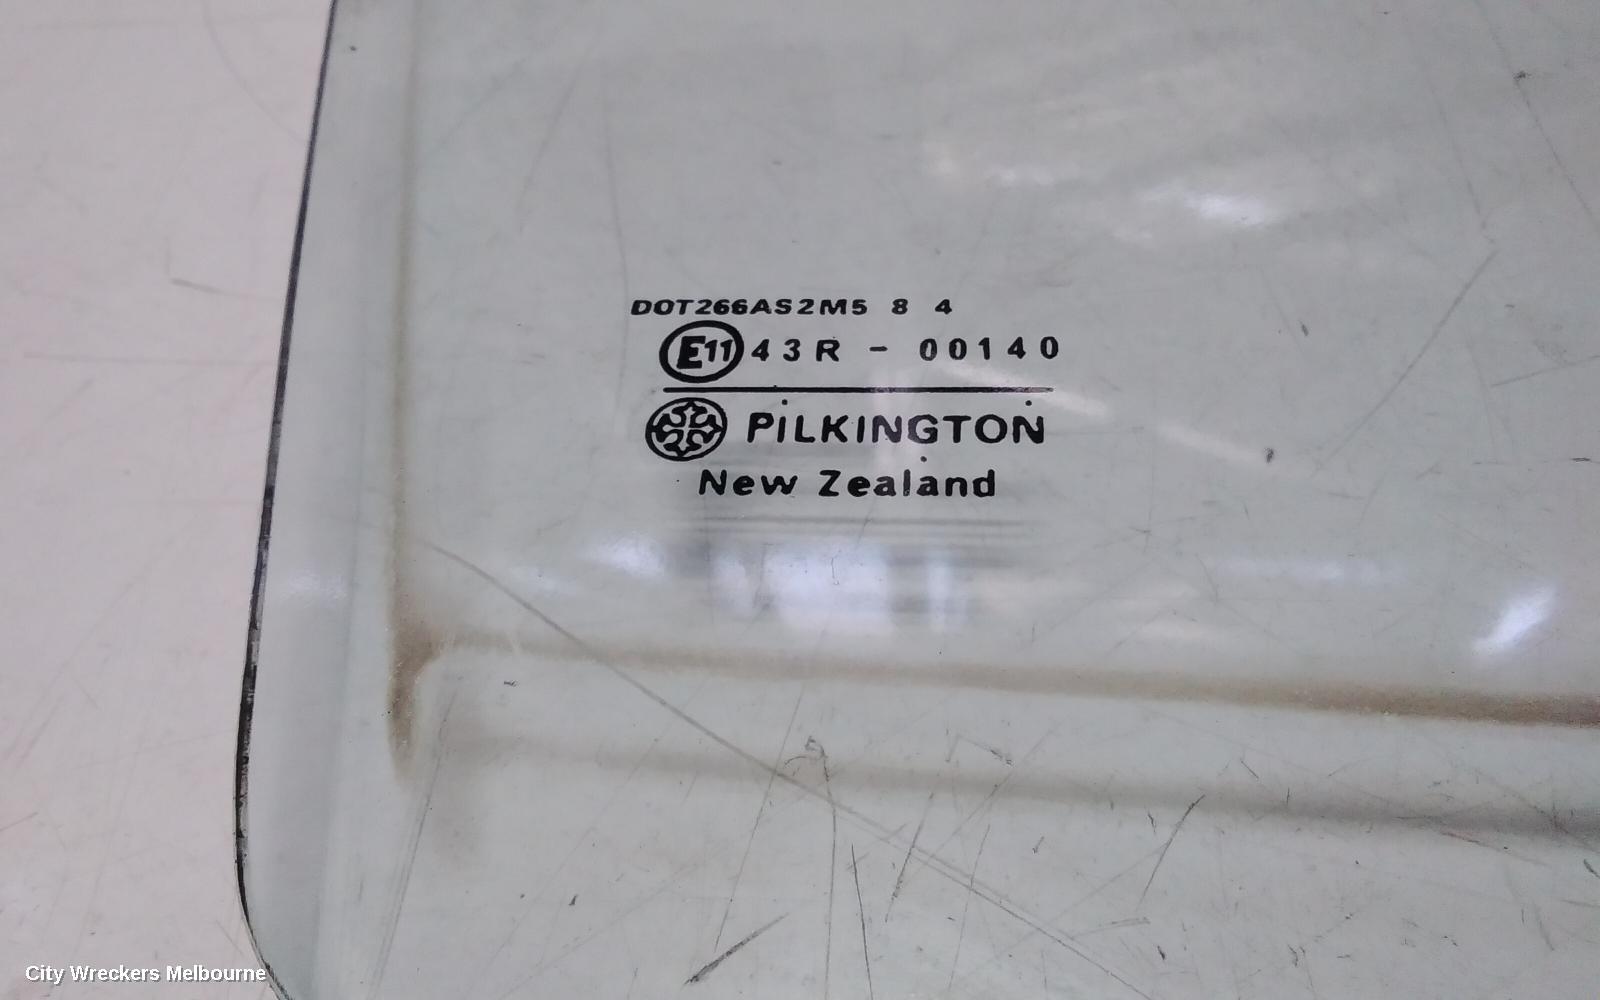 DOT266AS2M5 8 4
E11 43R - 00140
PILKINGTON
New Zealand
City Wreckers Melbourne